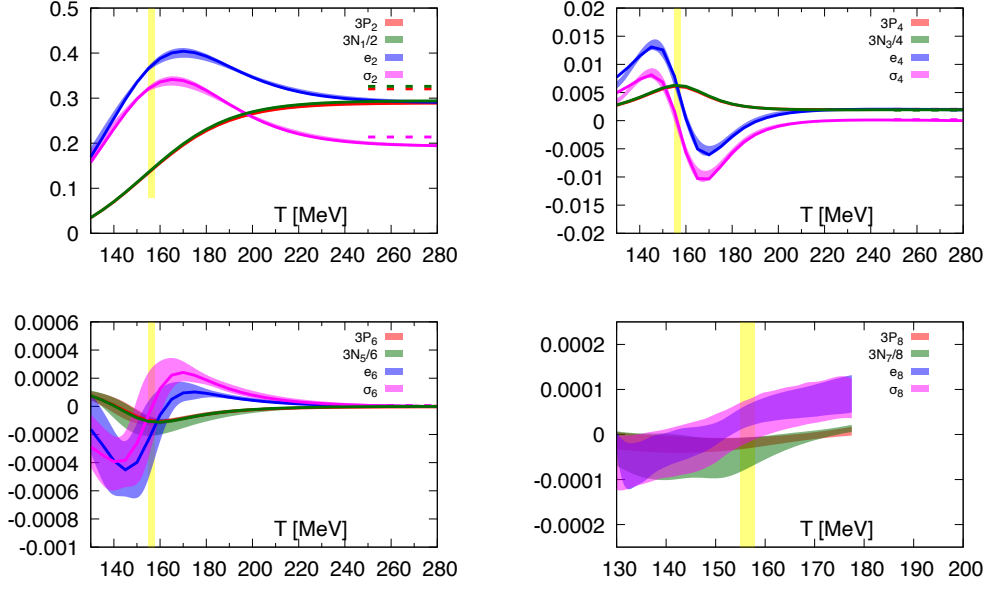 0.5
0.4
0.3
0.2
0.1
0
3P2
3N1/2
e2
σ2
T [MeV]
140 160 180 200 220 240 260 280
0.02
0.015
0.01
0.005
0
-0.005
-0.01
-0.015
-0.02
3P4
3N3/4
e4
σ4
T [MeV]
140 160 180 200 220 240 260 280
0.0006
0.0004
0.0002
0
-0.0002
-0.0004
-0.0006
-0.0008
-0.001
3P6
3N5/6
e6
σ6
T [MeV]
140 160 180 200 220 240 260 280
0.0002
0.0001
0
-0.0001
-0.0002
3P8
3N7/8
e8
σ8
T [MeV]
130 140 150 160 170 180 190 200